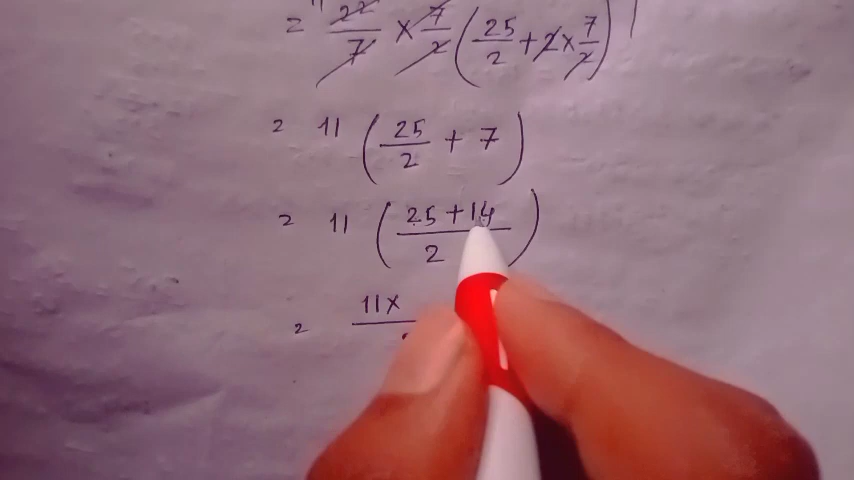 = 22/7 × 7/2 ( 25/2 + 2 × 7/2 )
= 11 ( 25/2 + 7 )
= 11 ( 25+14/2 )
= 11×